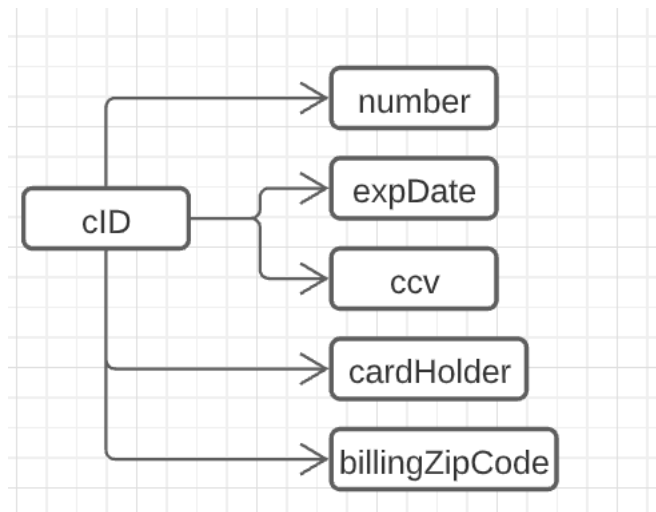 number
expDate
cID
ccv
cardHolder
billingZipCode